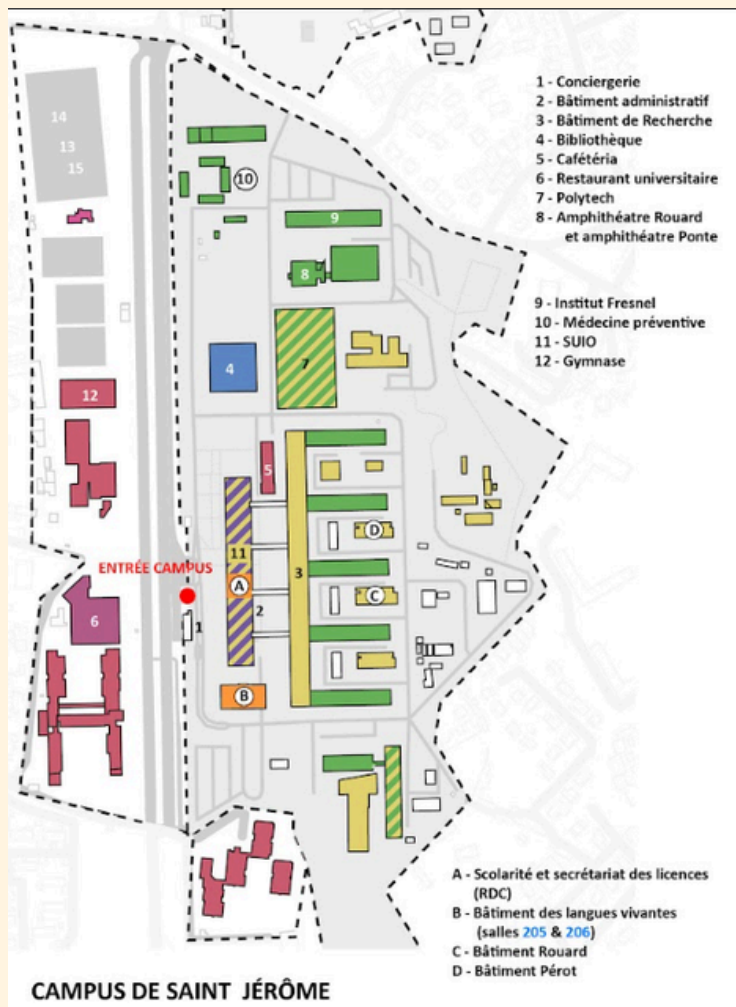 1 - Conciergerie
2 - Bâtiment administratif
3 - Bâtiment de Recherche
4 - Bibliothèque
5 - Cafétéria
6 - Restaurant universitaire
7 - Polytech
8 - Amphithéatre Rouard
et amphithéatre Ponte
9 - Institut Fresnel
10 - Médecine préventive
11 - SUIO
12 - Gymnase
14
13
15
10
9
8
4
7
12
5
11
D
ENTRÉE CAMPUS
A
3
C
6
1
2
B
A - Scolarité et secrétariat des licences
(RDC)
B - Bâtiment des langues vivantes
(salles 205 & 206)
C - Bâtiment Rouard
D - Bâtiment Pérot
CAMPUS DE SAINT JÉRÔME